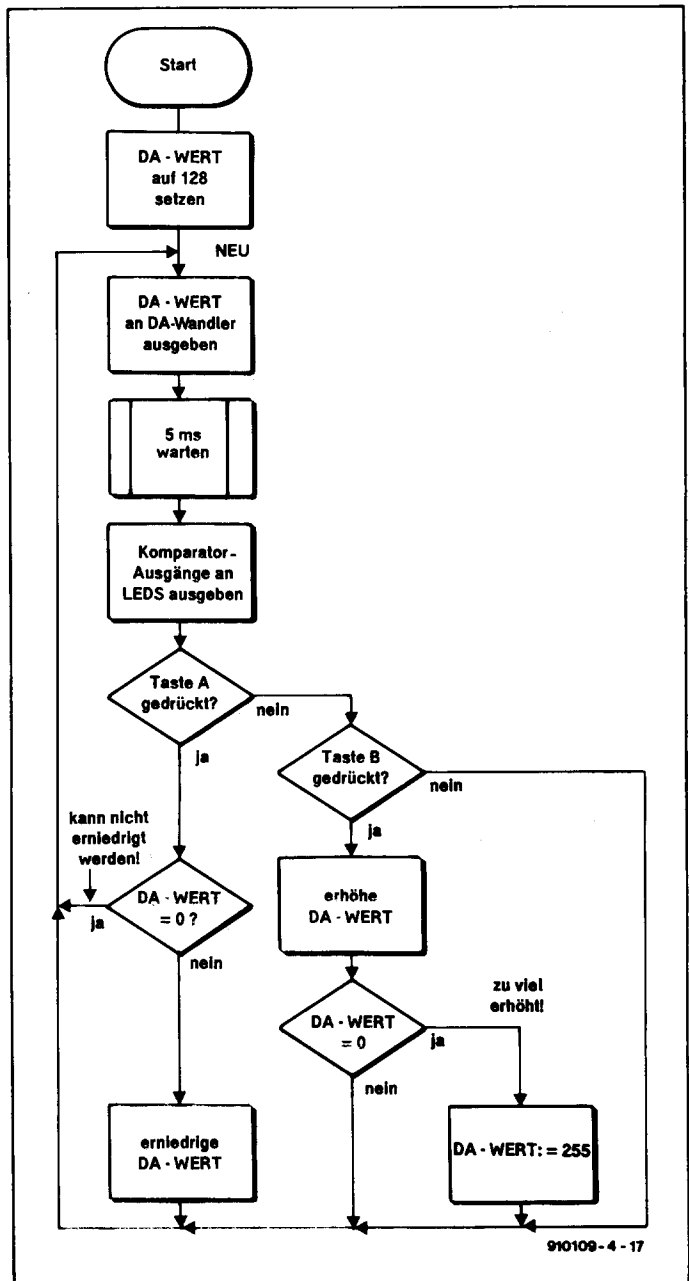 Start
DA - WERT
auf 128
setzen
NEU
DA - WERT
an DA-Wandler
ausgeben
5 ms
warten
Komparator-
Ausgänge an
LEDS ausgeben
Taste A
gedrückt?
nein
ja
Taste B
gedrückt?
nein
ja
kann nicht
erniedrigt
werden!
DA - WERT
= 0 ?
ja
nein
erhöhe
DA - WERT
DA - WERT
= 0
ja
nein
zu viel
erhöht!
erniedrige
DA - WERT
DA - WERT: = 255
910109 - 4 - 17